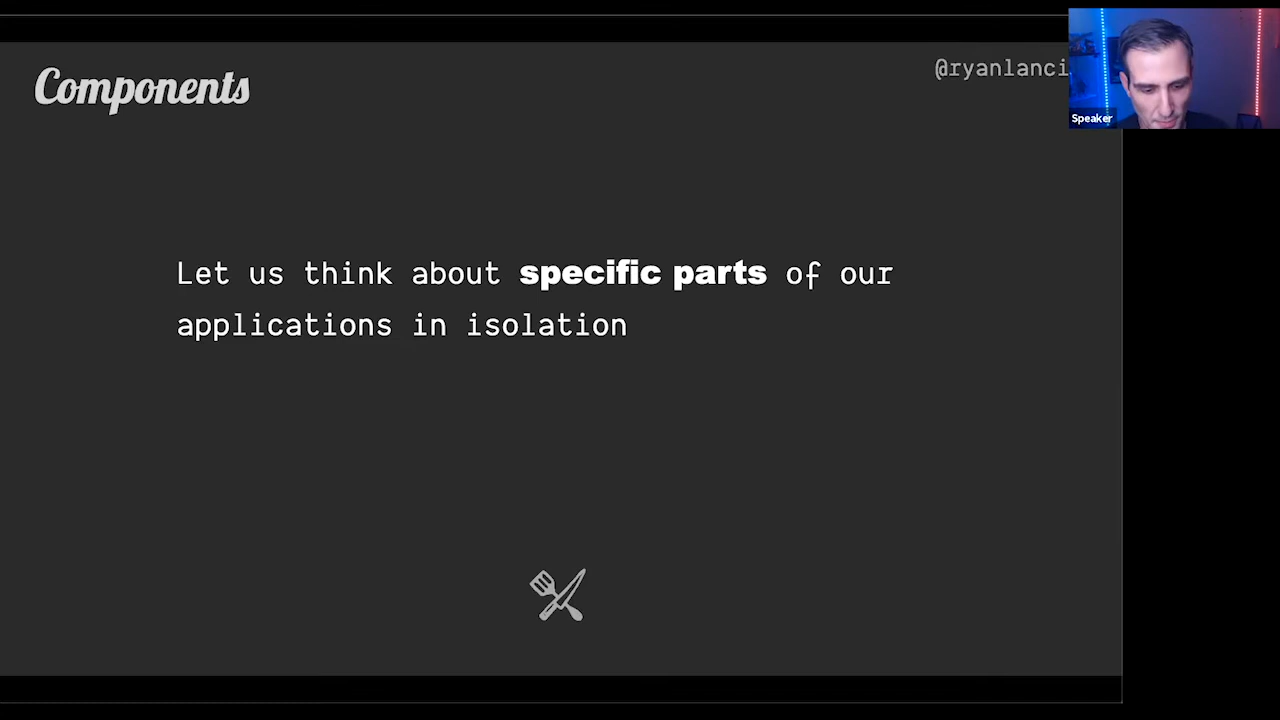 Components
@ryanlanci
Speaker
Let us think about specific parts of our
applications in isolation